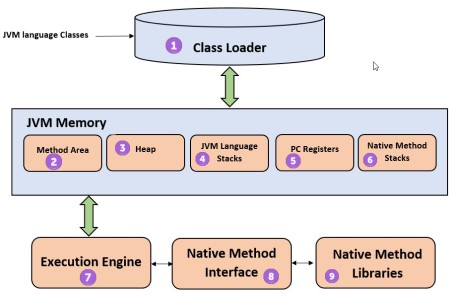 JVM language Classes
1 Class Loader
JVM Memory
Method Area
2
3 Heap
JVM Language
Stacks
4
PC Registers
5
Native Method
Stacks
6
Execution Engine
7
Native Method
Interface 8
Native Method
Libraries
9